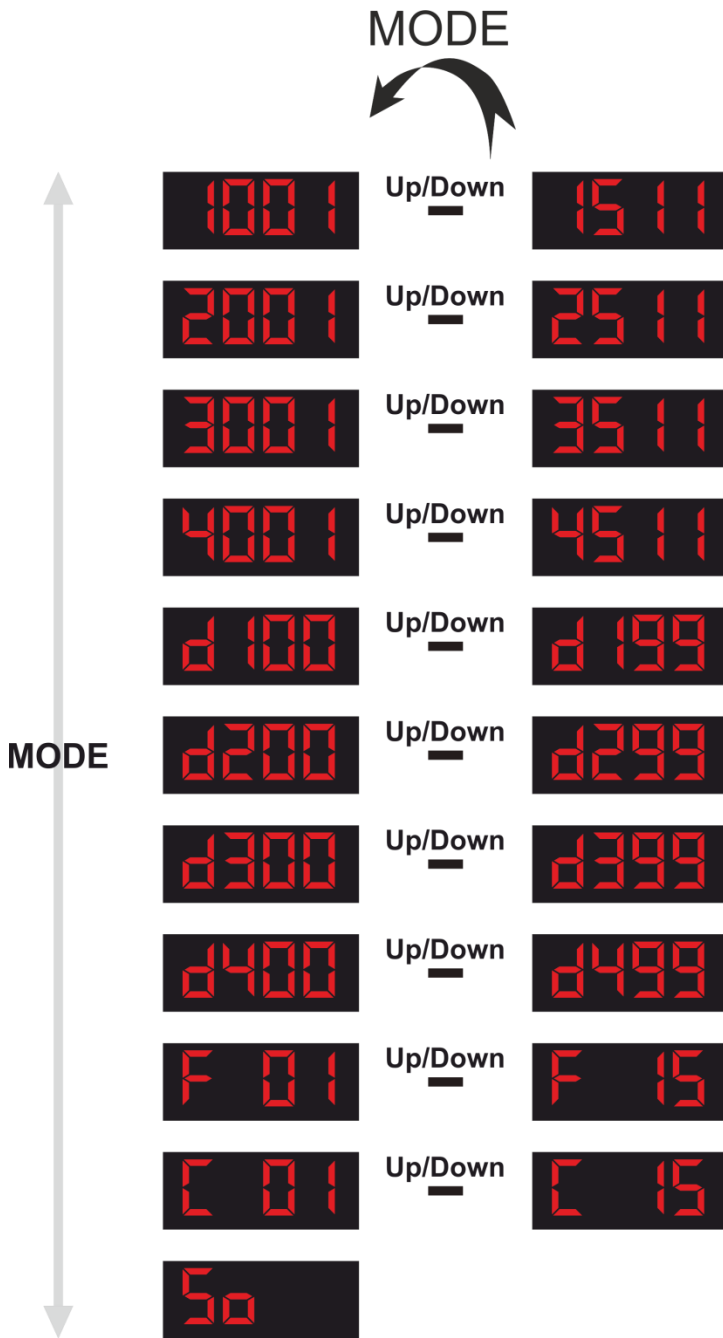 MODE
1001 Up/Down 1511
2001 Up/Down 2511
3001 Up/Down 3511
4001 Up/Down 4511
d100 Up/Down d199
d200 Up/Down d299
MODE
d300 Up/Down d399
d400 Up/Down d499
F 01 Up/Down F 15
C 01 Up/Down C 15
So